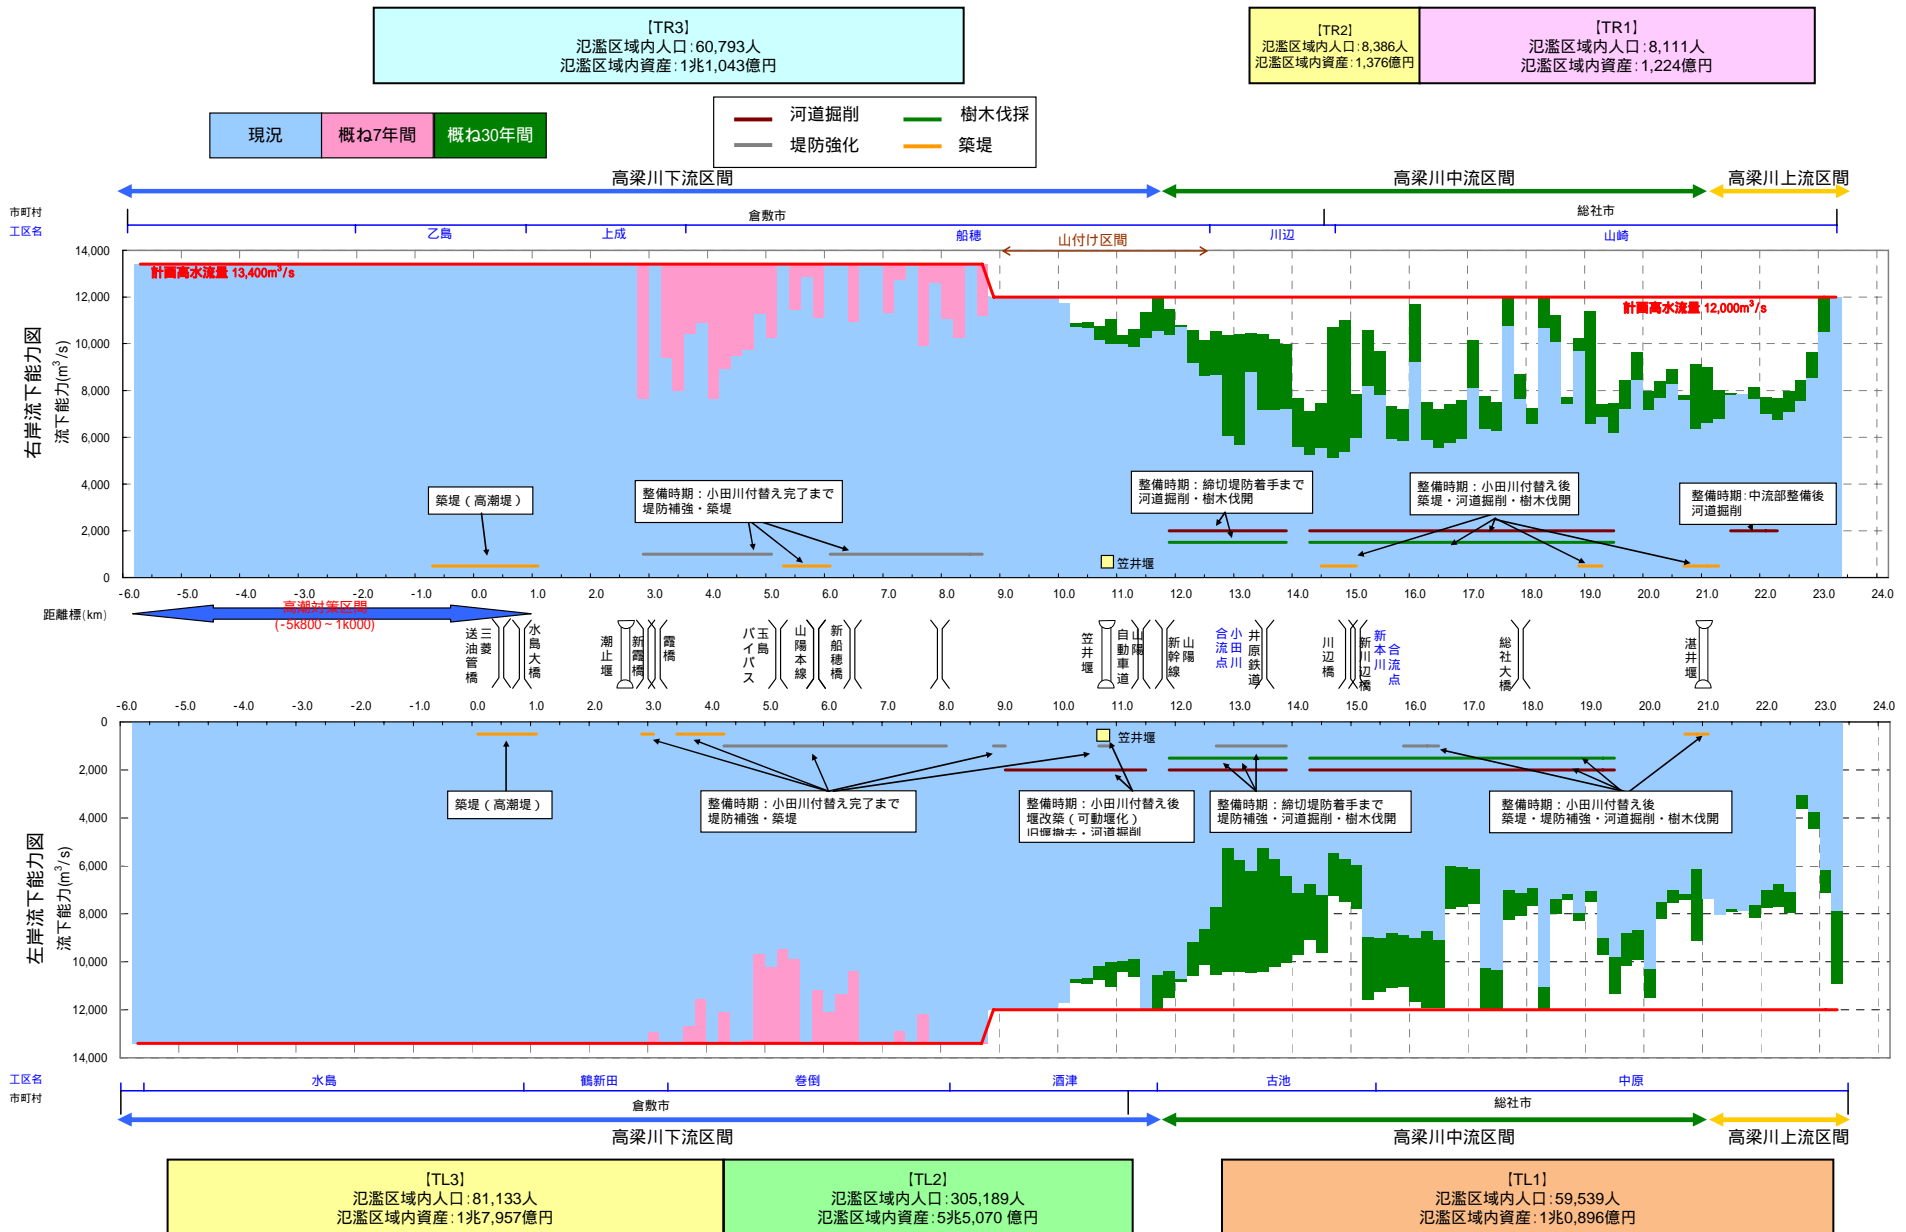 【TR3】
氾濫区域内人口:60,793人
氾濫区域内資産:1兆1,043億円
【TR2】
氾濫区域内人口:8,386人
氾濫区域内資産:1,376億円
【TR1】
氾濫区域内人口:8,111人
氾濫区域内資産:1,224億円
現況 概ね7年間 概ね30年間
河道掘削 樹木伐採
堤防強化 築堤
高梁川下流区間 高梁川中流区間 高梁川上流区間
市町村 倉敷市 総社市
工区名 乙島 上成 船穂 川辺 山崎
山付け区間
計画高水流量 13,400m³/s
計画高水流量 12,000m³/s
右岸流下能力図
流下能力(m³/s)
14,000
12,000
10,000
8,000
6,000
4,000
2,000
0
築堤（高潮堤）
整備時期：小田川付替え完了まで
堤防補強・築堤
整備時期：締切堤防着手まで
河道掘削・樹木伐開
整備時期：小田川付替え後
築堤・河道掘削・樹木伐開
整備時期:中流部整備後
河道掘削
笠井堰
-6.0 -5.0 -4.0 -3.0 -2.0 -1.0 0.0 1.0 2.0 3.0 4.0 5.0 6.0 7.0 8.0 9.0 10.0 11.0 12.0 13.0 14.0 15.0 16.0 17.0 18.0 19.0 20.0 21.0 22.0 23.0 24.0
距離標(km)
高潮対策区間
(-5k800～1k000)
三菱送油管橋
水島大橋
潮止堰
新霞橋
霞橋
玉島バイパス
山陽本線
新船穂橋
笠井堰
山陽自動車道
山陽新幹線
小田川合流点
井原鉄道
川辺橋
新川辺橋
新本川合流点
総社大橋
湛井堰
-6.0 -5.0 -4.0 -3.0 -2.0 -1.0 0.0 1.0 2.0 3.0 4.0 5.0 6.0 7.0 8.0 9.0 10.0 11.0 12.0 13.0 14.0 15.0 16.0 17.0 18.0 19.0 20.0 21.0 22.0 23.0 24.0
左岸流下能力図
流下能力(m³/s)
0
2,000
4,000
6,000
8,000
10,000
12,000
14,000
笠井堰
築堤（高潮堤）
整備時期：小田川付替え完了まで
堤防補強・築堤
整備時期：小田川付替え後
堰改築（可動堰化）
旧堰撤去・河道掘削
整備時期：締切堤防着手まで
堤防補強・河道掘削・樹木伐開
整備時期：小田川付替え後
築堤・堤防補強・河道掘削・樹木伐開
工区名 水島 鶴新田 巻倒 酒津 古池 中原
市町村 倉敷市 総社市
高梁川下流区間 高梁川中流区間 高梁川上流区間
【TL3】
氾濫区域内人口:81,133人
氾濫区域内資産:1兆7,957億円
【TL2】
氾濫区域内人口:305,189人
氾濫区域内資産:5兆5,070 億円
【TL1】
氾濫区域内人口:59,539人
氾濫区域内資産:1兆0,896億円